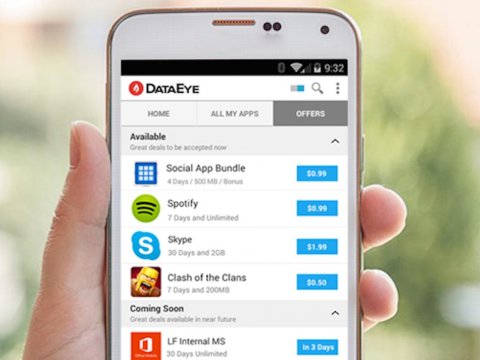 9:32
DATAEYE
HOME
ALL MY APPS
OFFERS
Available
Great deals to be accepted now
Social App Bundle
4 Days / 500 MB / Bonus
$0.99
Spotify
7 Days and Unlimited
$0.99
Skype
30 Days and 2GB
$1.99
Clash of the Clans
7 Days and 200MB
$0.50
Coming Soon
Great deals available in near future
LF Internal MS
30 Days and Unlimited
In 3 Days